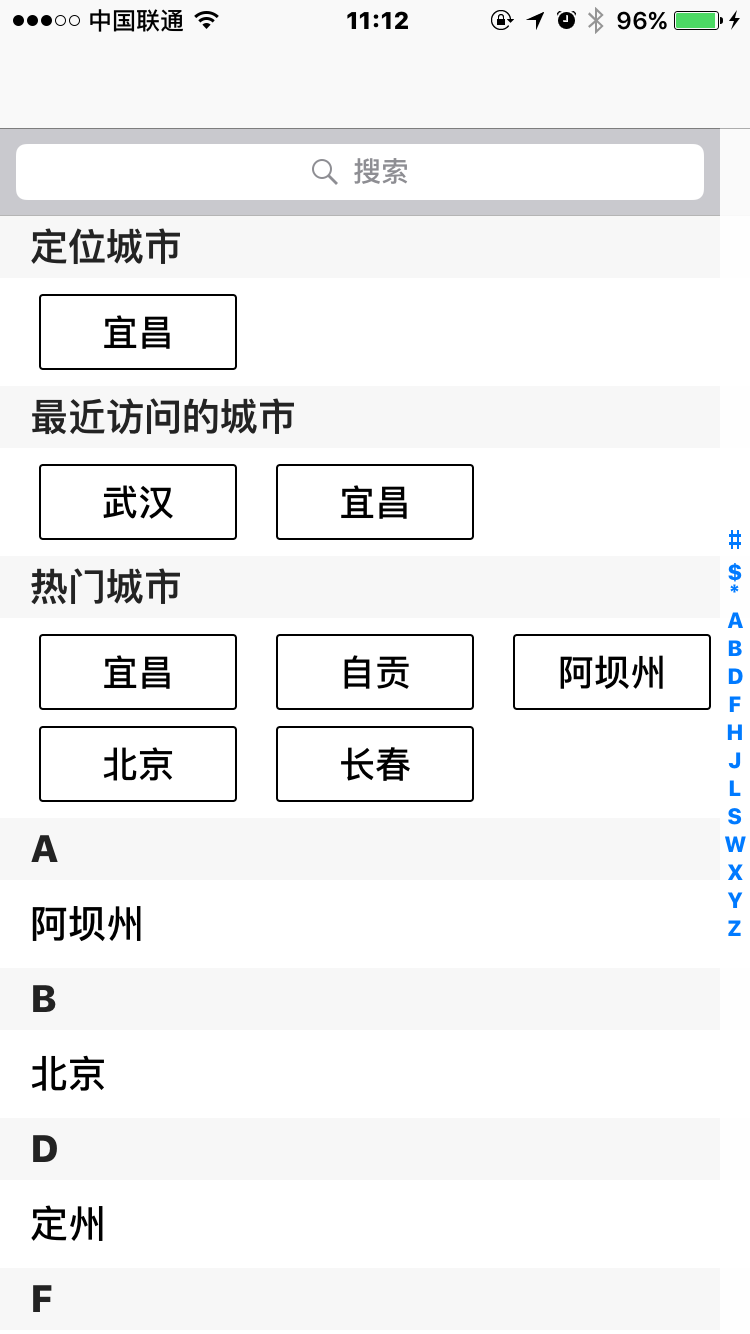 中国联通 11:12 96%
搜索
定位城市
宜昌
最近访问的城市
武汉 宜昌
热门城市
宜昌 自贡 阿坝州
北京 长春
A
阿坝州
B
北京
D
定州
F
#
$
*
A
B
D
F
H
J
L
S
W
X
Y
Z